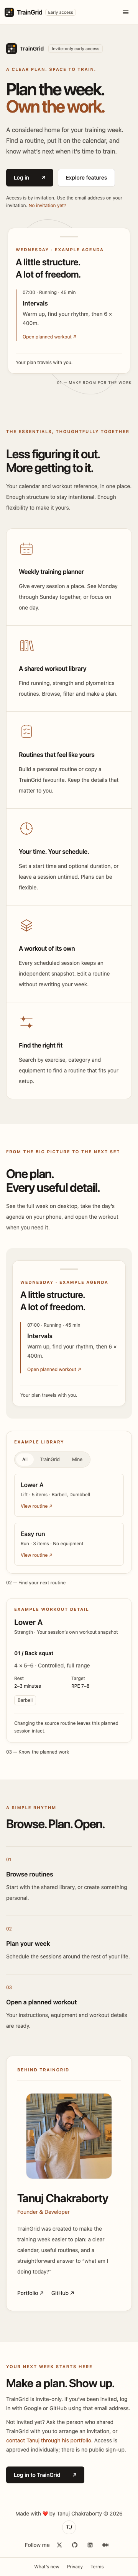 TrainGrid Early access
TrainGrid Invite-only early access
A CLEAR PLAN. SPACE TO TRAIN.
Plan the week.
Own the work.
A considered home for your training week.
Find a routine, put it on the calendar, and
know what's next when it's time to train.
Log in ↗ Explore features
Access is by invitation. Use the email address on your
invitation. No invitation yet?
WEDNESDAY · EXAMPLE AGENDA
A little structure.
A lot of freedom.
07:00 · Running · 45 min
Intervals
Warm up, find your rhythm, then 6 ×
400m.
Open planned workout ↗
Your plan travels with you.
01 — MAKE ROOM FOR THE WORK
THE ESSENTIALS, THOUGHTFULLY TOGETHER
Less figuring it out.
More getting to it.
Your calendar and workout reference, in one place.
Enough structure to stay intentional. Enough
flexibility to make it yours.
Weekly training planner
Give every session a place. See Monday
through Sunday together, or focus on
one day.
A shared workout library
Find running, strength and plyometrics
routines. Browse, filter and make a plan.
Routines that feel like yours
Build a personal routine or copy a
TrainGrid favourite. Keep the details that
matter to you.
Your time. Your schedule.
Set a start time and optional duration, or
leave a session untimed. Plans can be
flexible.
A workout of its own
Every scheduled session keeps an
independent snapshot. Edit a routine
without rewriting your week.
Find the right fit
Search by exercise, category and
equipment to find a routine that fits your
setup.
FROM THE BIG PICTURE TO THE NEXT SET
One plan.
Every useful detail.
See the full week on desktop, take the day's
agenda on your phone, and open the workout
when you need it.
WEDNESDAY · EXAMPLE AGENDA
A little structure.
A lot of freedom.
07:00 · Running · 45 min
Intervals
Warm up, find your rhythm, then 6 ×
400m.
Open planned workout ↗
Your plan travels with you.
EXAMPLE LIBRARY
All TrainGrid Mine
Lower A
Lift · 5 items · Barbell, Dumbbell
View routine ↗
Easy run
Run · 3 items · No equipment
View routine ↗
02 — Find your next routine
EXAMPLE WORKOUT DETAIL
Lower A
Strength · Your session's own workout snapshot
01 / Back squat
4 × 5–6 · Controlled, full range
Rest Target
2–3 minutes RPE 7–8
Barbell
Changing the source routine leaves this planned
session intact.
03 — Know the planned work
A SIMPLE RHYTHM
Browse. Plan. Open.
01
Browse routines
Start with the shared library, or create something
personal.
02
Plan your week
Schedule the sessions around the rest of your life.
03
Open a planned workout
Your instructions, equipment and workout details
are ready.
BEHIND TRAINGRID
Tanuj Chakraborty
Founder & Developer
TrainGrid was created to make the
training week easier to plan: a clear
calendar, useful routines, and a
straightforward answer to “what am I
doing today?”
Portfolio ↗ GitHub ↗
YOUR NEXT WEEK STARTS HERE
Make a plan. Show up.
TrainGrid is invite-only. If you've been invited, log
in with Google or GitHub using that email address.
Not invited yet? Ask the person who shared
TrainGrid with you to arrange an invitation, or
contact Tanuj through his portfolio. Access is
approved individually; there is no public sign-up.
Log in to TrainGrid ↗
Made with ❤️ by Tanuj Chakraborty © 2026
TJ
Follow me
What's new Privacy Terms